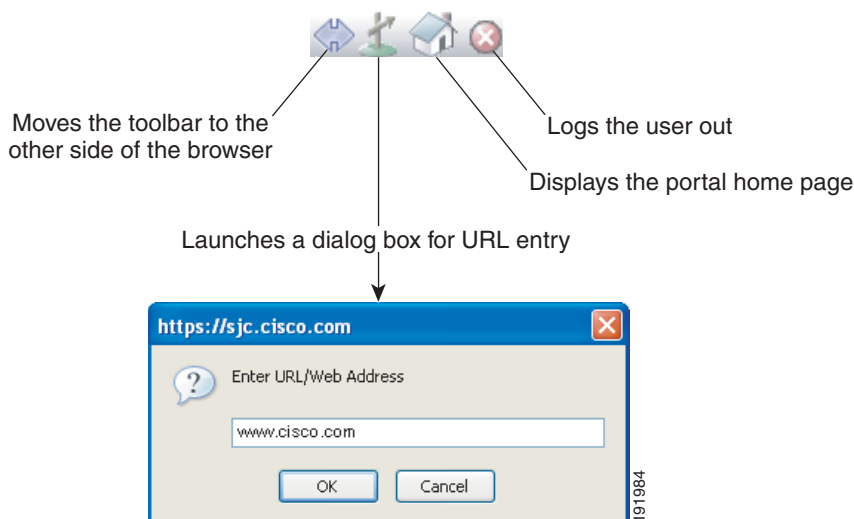 Moves the toolbar to the
other side of the browser
Logs the user out
Displays the portal home page
Launches a dialog box for URL entry
https://sjc.cisco.com
Enter URL/Web Address
www.cisco.com
OK
Cancel
191984